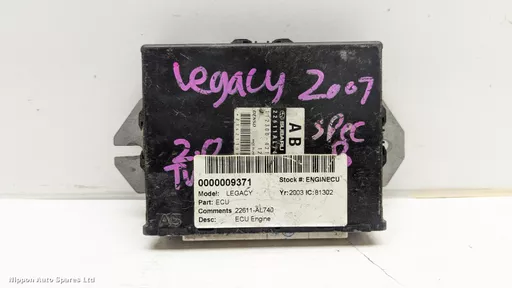 Legacy 2007
spec
B
2.0
AB
SUBARU
0000009371 Stock #: ENGINECU
Model: LEGACY Yr: 2003 IC: 81302
Part: ECU
Comments 22611-AL740
Desc: ECU Engine
Nippon Auto Spares Ltd